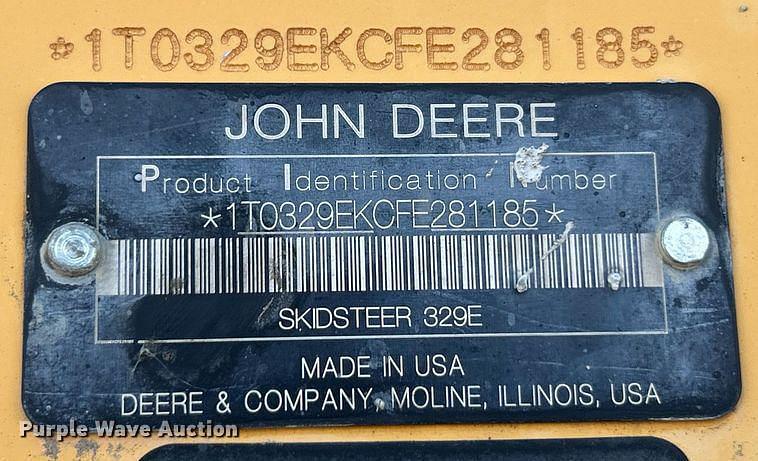 *1T0329EKCFE281185*
JOHN DEERE
Product Identification Number
*1T0329EKCFE281185*
SKIDSTEER 329E
MADE IN USA
DEERE & COMPANY, MOLINE, ILLINOIS, USA
Purple Wave Auction